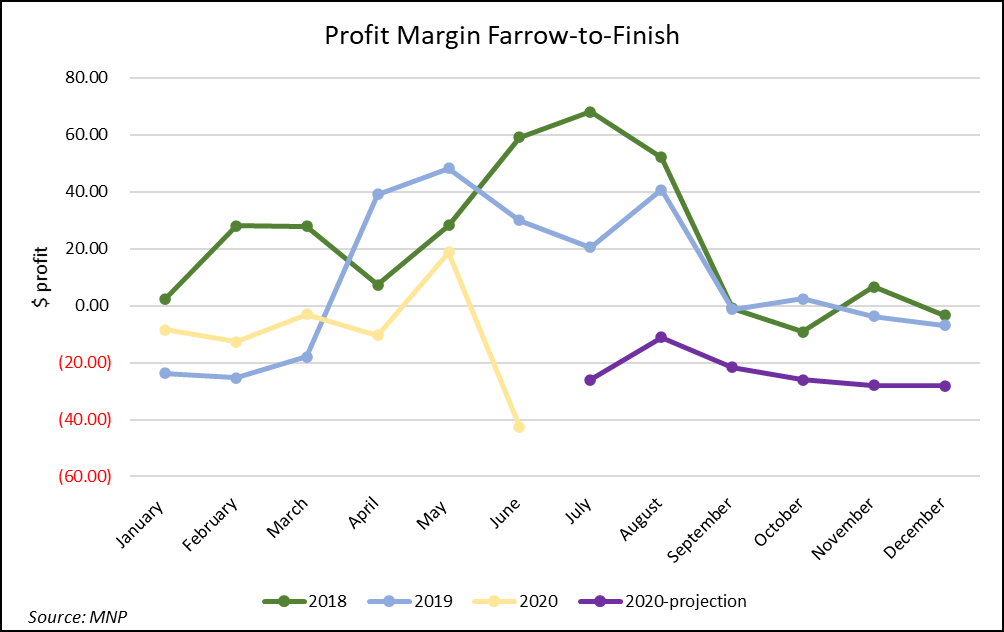 Profit Margin Farrow-to-Finish
$ profit
80.00
60.00
40.00
20.00
0.00
(20.00)
(40.00)
(60.00)
January
February
March
April
May
June
July
August
September
October
November
December
2018
2019
2020
2020-projection
Source: MNP